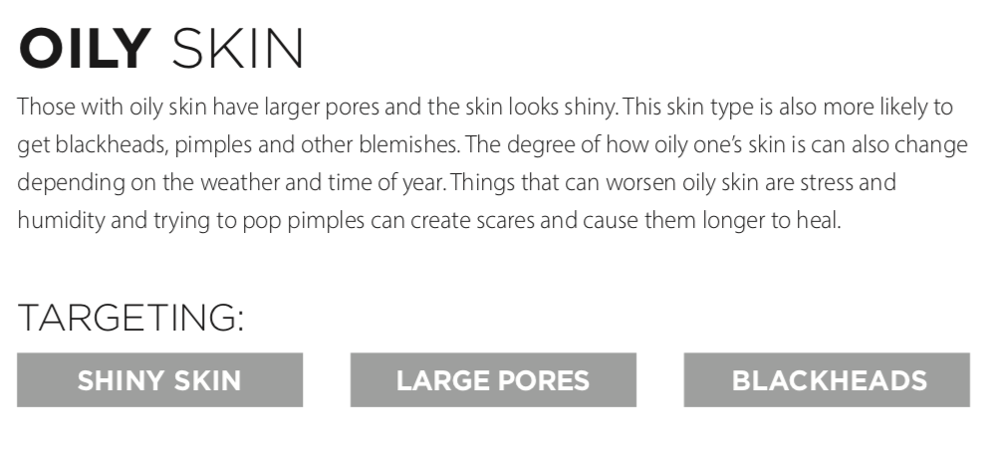 OILY SKIN
Those with oily skin have larger pores and the skin looks shiny. This skin type is also more likely to
get blackheads, pimples and other blemishes. The degree of how oily one's skin is can also change
depending on the weather and time of year. Things that can worsen oily skin are stress and
humidity and trying to pop pimples can create scares and cause them longer to heal.
TARGETING:
SHINY SKIN LARGE PORES BLACKHEADS